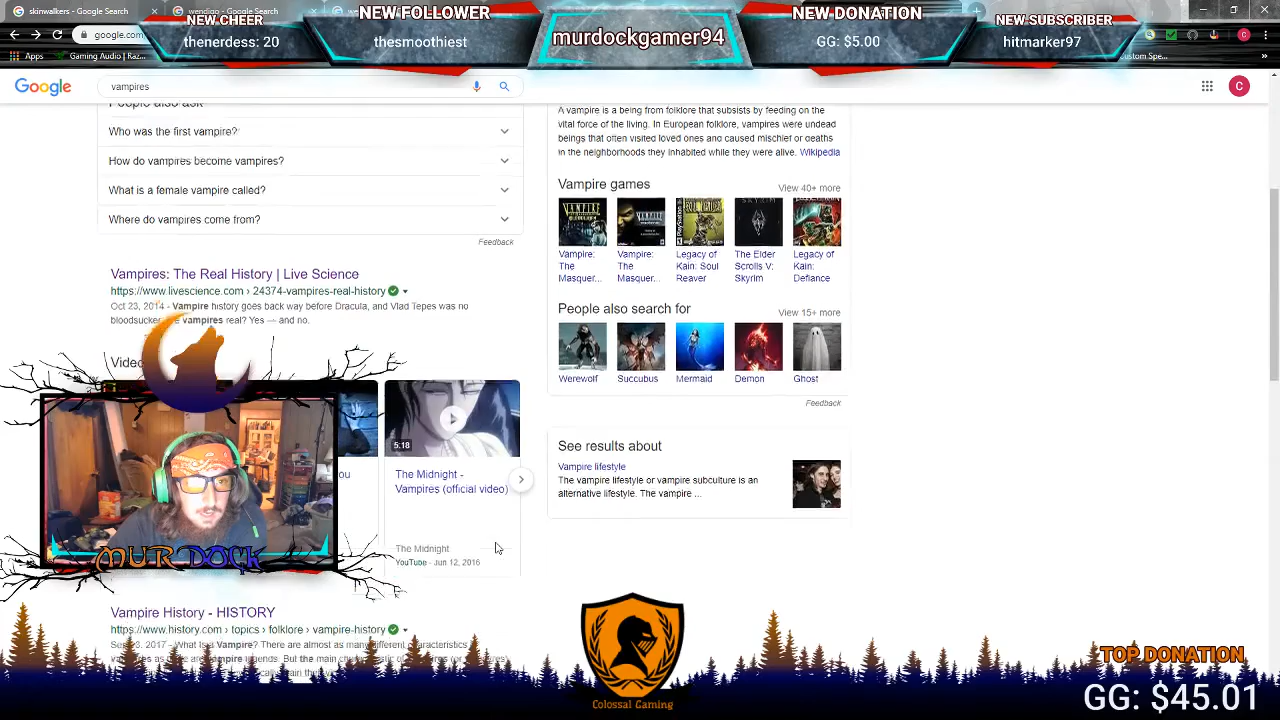 skinwalkers - Google Search
wendigo - Google Search
NEW CHEER
thenerdess: 20
NEW FOLLOWER
thesmoothiest
murdockgamer94
NEW DONATION
GG: $5.00
NEW SUBSCRIBER
hitmarker97
google.com
Apps
Gaming Audio | Raz...
Custom Spe...
Google
vampires
C
People also ask
Who was the first vampire?
How do vampires become vampires?
What is a female vampire called?
Where do vampires come from?
Feedback
Vampires: The Real History | Live Science
https://www.livescience.com › 24374-vampires-real-history
Oct 23, 2014 - Vampire history goes back way before Dracula, and Vlad Tepes was no
vampires real? Yes — and no.
Video
5:18
ou
The Midnight -
Vampires (official video)
The Midnight
YouTube - Jun 12, 2016
MURDOCK
Vampire History - HISTORY
https://www.history.com › topics › folklore › vampire-history
2017 - What Is a Vampire? There are almost as many different characteristics
vampire legends. But the main
A vampire is a being from folklore that subsists by feeding on the
vital force of the living. In European folklore, vampires were undead
beings that often visited loved ones and caused mischief or deaths
in the neighborhoods they inhabited while they were alive. Wikipedia
Vampire games
View 40+ more
Vampire:
The
Masquer...
Vampire:
The
Masquer...
Legacy of
Kain: Soul
Reaver
The Elder
Scrolls V:
Skyrim
Legacy of
Kain:
Defiance
People also search for
View 15+ more
Werewolf
Succubus
Mermaid
Demon
Ghost
Feedback
See results about
Vampire lifestyle
The vampire lifestyle or vampire subculture is an
alternative lifestyle. The vampire ...
Colossal Gaming
TOP DONATION
GG: $45.01